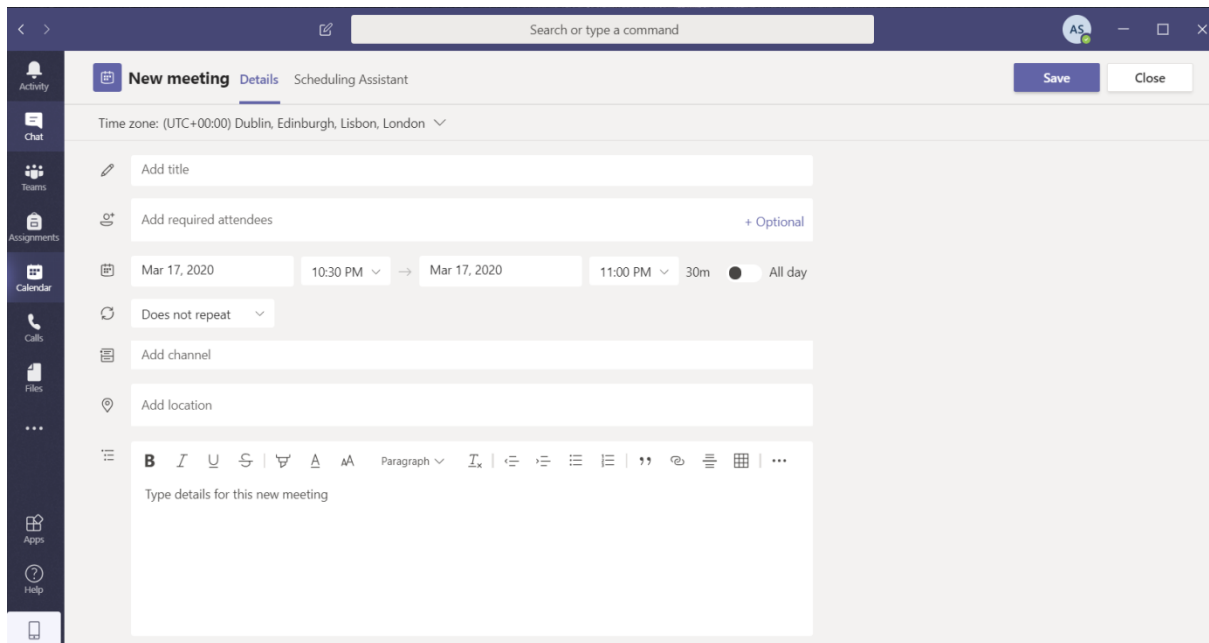 Search or type a command
AS
Activity
Chat
Teams
Assignments
Calendar
Calls
Files
Apps
Help
New meeting Details Scheduling Assistant Save Close
Time zone: (UTC+00:00) Dublin, Edinburgh, Lisbon, London
Add title
Add required attendees + Optional
Mar 17, 2020 10:30 PM → Mar 17, 2020 11:00 PM 30m All day
Does not repeat
Add channel
Add location
B I U S A AA Paragraph Tx
Type details for this new meeting